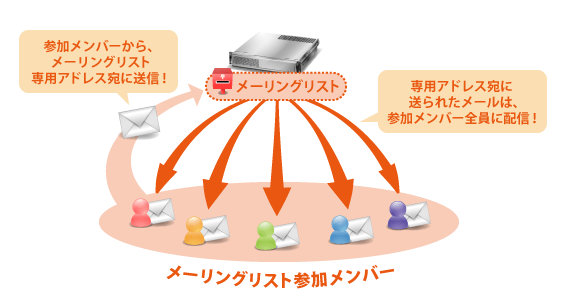 参加メンバーから、
メーリングリスト
専用アドレス宛に送信！
メーリングリスト
専用アドレス宛に
送られたメールは、
参加メンバー全員に配信！
メーリングリスト参加メンバー